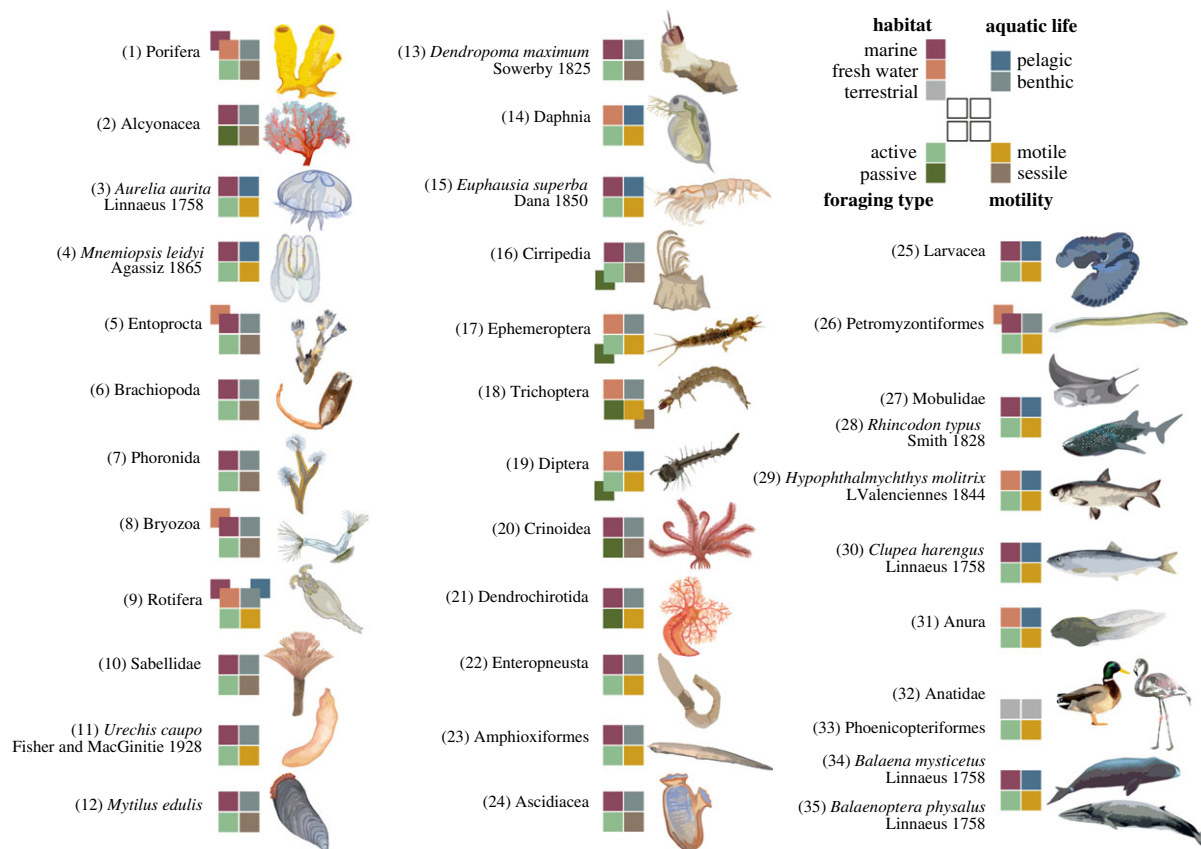 (1) Porifera
(2) Alcyonacea
(3) Aurelia aurita
Linnaeus 1758
(4) Mnemiopsis leidyi
Agassiz 1865
(5) Entoprocta
(6) Brachiopoda
(7) Phoronida
(8) Bryozoa
(9) Rotifera
(10) Sabellidae
(11) Urechis caupo
Fisher and MacGinitie 1928
(12) Mytilus edulis
(13) Dendropoma maximum
Sowerby 1825
(14) Daphnia
(15) Euphausia superba
Dana 1850
(16) Cirripedia
(17) Ephemeroptera
(18) Trichoptera
(19) Diptera
(20) Crinoidea
(21) Dendrochirotida
(22) Enteropneusta
(23) Amphioxiformes
(24) Ascidiacea
habitat
marine
fresh water
terrestrial
aquatic life
pelagic
benthic
active
passive
foraging type
motile
sessile
motility
(25) Larvacea
(26) Petromyzontiformes
(27) Mobulidae
(28) Rhincodon typus
Smith 1828
(29) Hypophthalmychthys molitrix
LValenciennes 1844
(30) Clupea harengus
Linnaeus 1758
(31) Anura
(32) Anatidae
(33) Phoenicopteriformes
(34) Balaena mysticetus
Linnaeus 1758
(35) Balaenoptera physalus
Linnaeus 1758